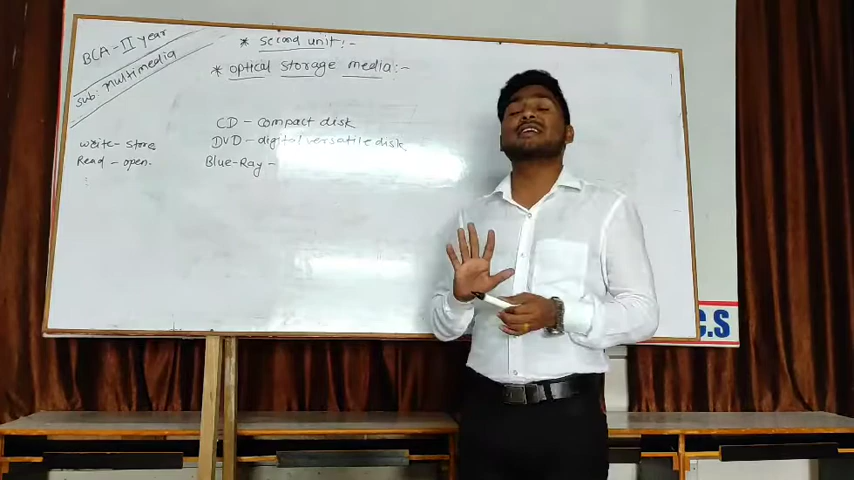 BCA-II year
Sub: Multimedia
* Second unit:-
* optical storage media:-
CD - Compact disk
DVD - digital versatile disk
Blue-Ray -
write - store
Read - open.
C.S